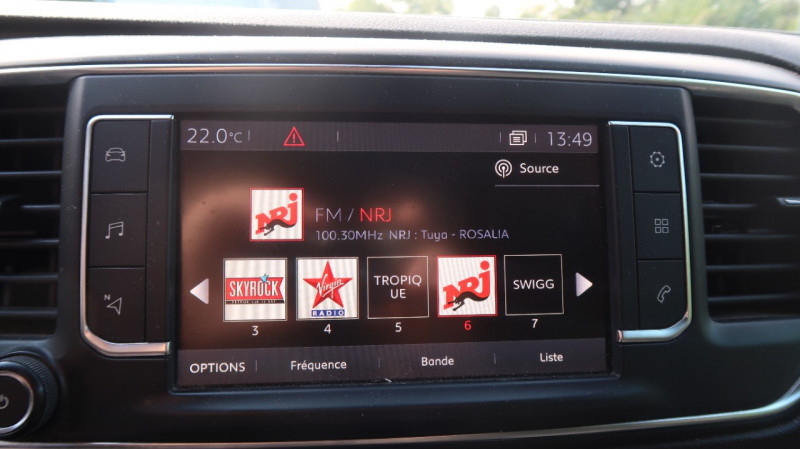 22.0°C
13:49
Source
NRJ
FM / NRJ
100.30MHz NRJ : Tuya - ROSALIA
SKYROCK
Virgin
RADIO
TROPIQ
UE
NRJ
SWIGG
3
4
5
6
7
OPTIONS
Fréquence
Bande
Liste
N